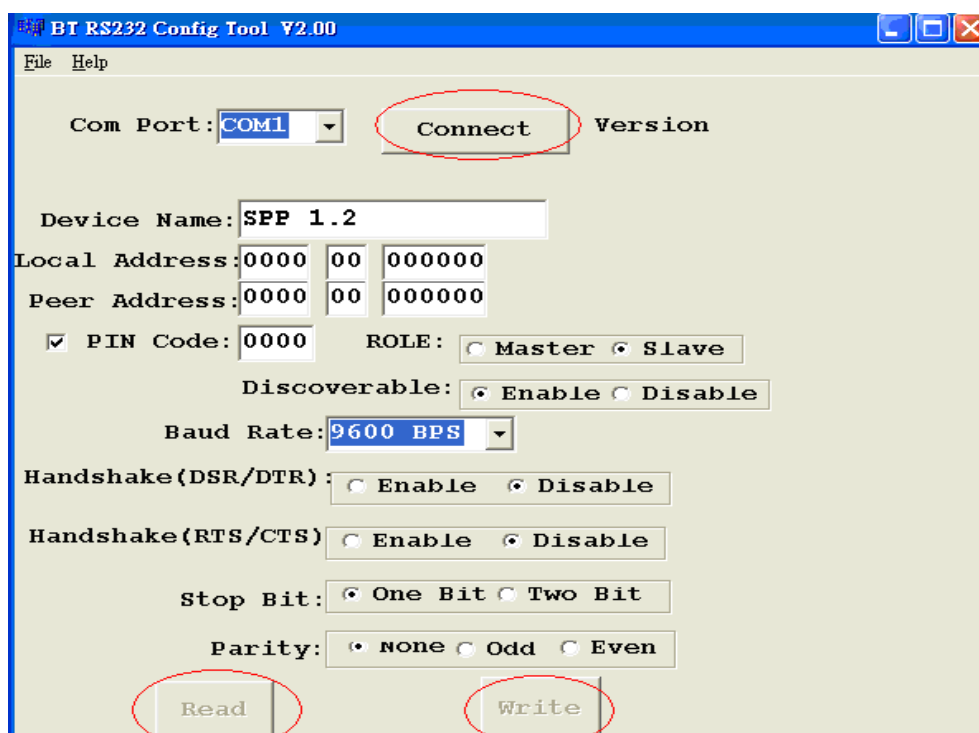 BT RS232 Config Tool V2.00
File Help
Com Port: COM1 Connect Version
Device Name: SPP 1.2
Local Address: 0000 00 000000
Peer Address: 0000 00 000000
PIN Code: 0000 ROLE: Master Slave
Discoverable: Enable Disable
Baud Rate: 9600 BPS
Handshake(DSR/DTR): Enable Disable
Handshake(RTS/CTS) Enable Disable
Stop Bit: One Bit Two Bit
Parity: None Odd Even
Read Write